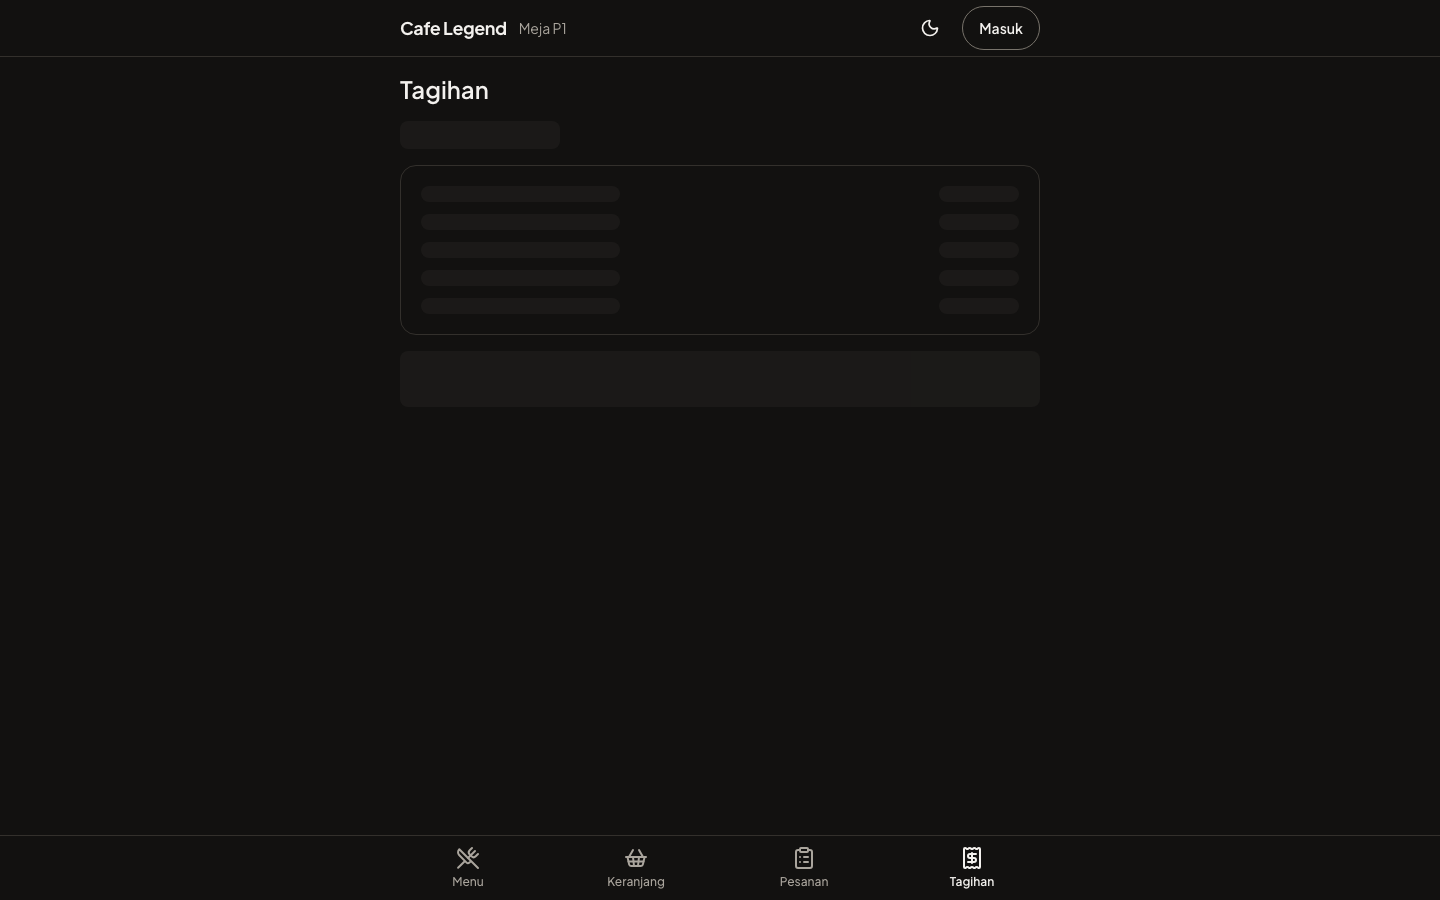 Cafe Legend Meja P1
Masuk
Tagihan
Menu
Keranjang
Pesanan
Tagihan